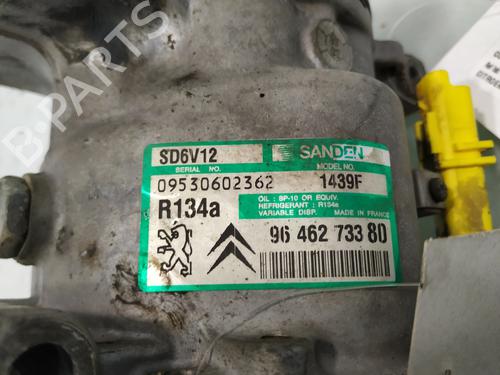 SD6V12
SANDEN
SERIAL NO.
MODEL NO.
09530602362
1439F
R134a
OIL : SP-10 OR EQUIV.
REFRIGERANT : R134a
VARIABLE DISP. MADE IN FRANCE
96 462 733 80